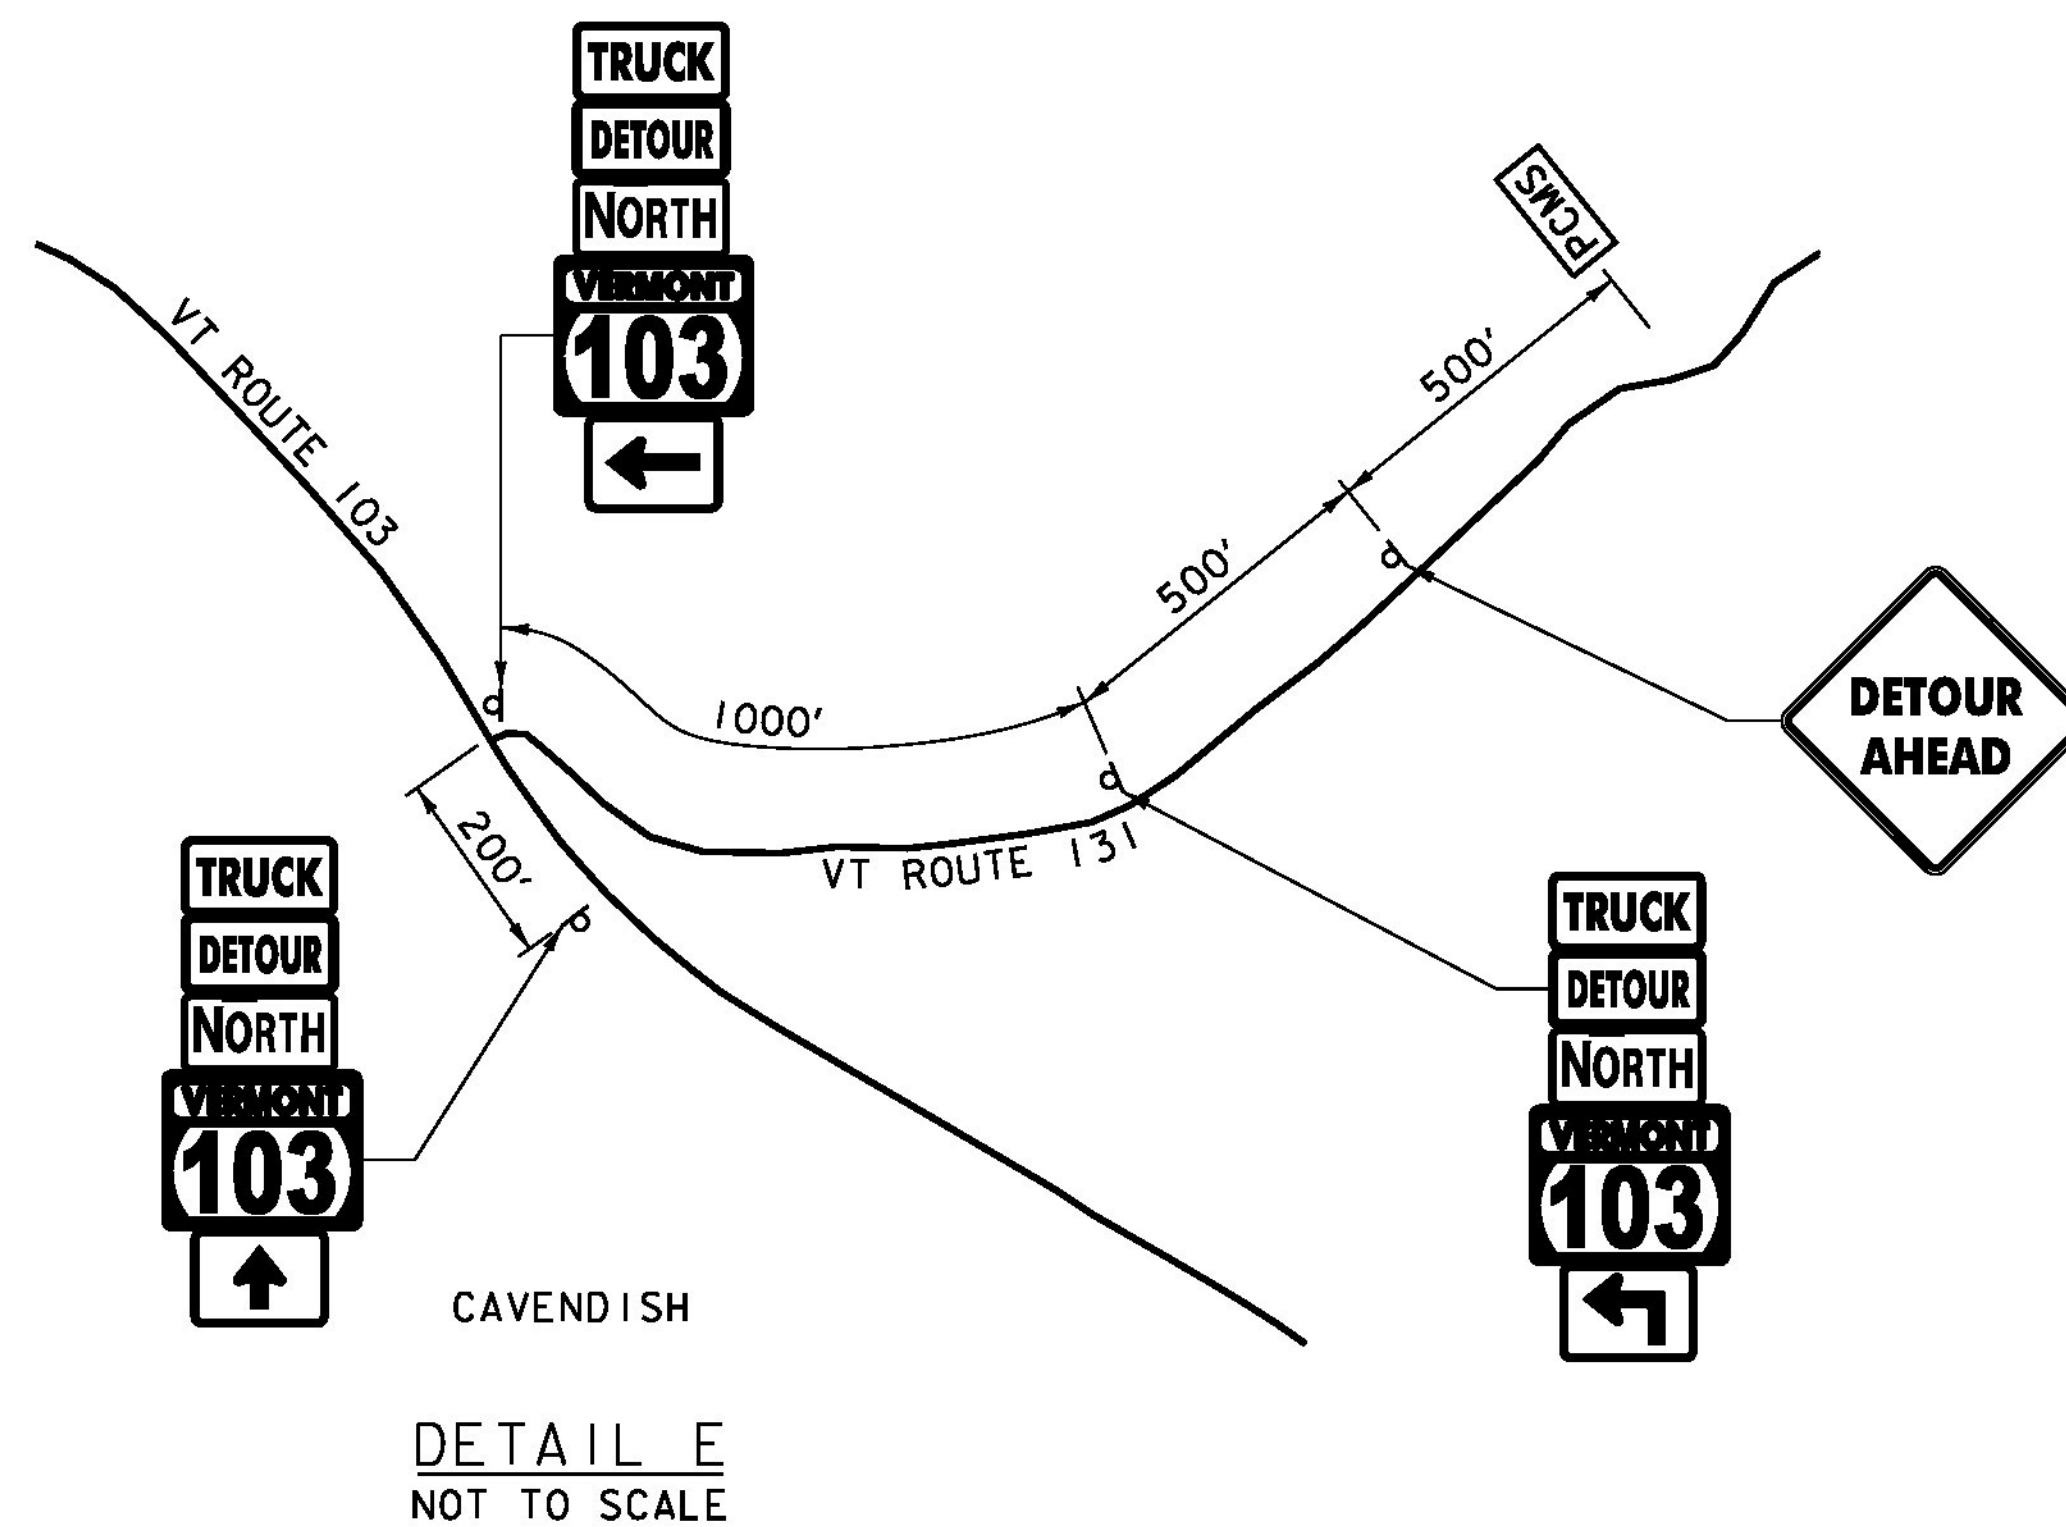 TRUCK
DETOUR
NORTH
VERMONT
103
PCMS
VT ROUTE 103
500'
500'
1000'
DETOUR
AHEAD
200'
VT ROUTE 131
TRUCK
DETOUR
NORTH
VERMONT
103
TRUCK
DETOUR
NORTH
VERMONT
103
CAVENDISH
DETAIL E
NOT TO SCALE